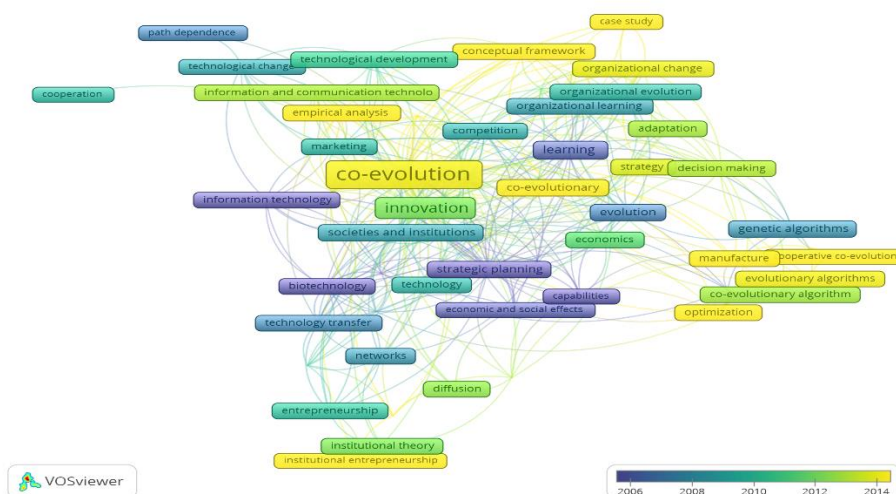 case study
path dependence
conceptual framework
technological development
technological change
organizational change
cooperation
information and communication technolo
organizational evolution
organizational learning
empirical analysis
competition
adaptation
marketing
learning
co-evolution
strategy
decision making
co-evolutionary
information technology
innovation
evolution
societies and institutions
genetic algorithms
economics
manufacture
ooperative co-evolution
strategic planning
evolutionary algorithms
biotechnology
technology
capabilities
co-evolutionary algorithm
economic and social effects
optimization
technology transfer
networks
diffusion
entrepreneurship
institutional theory
institutional entrepreneurship
VOSviewer
2006 2008 2010 2012 2014